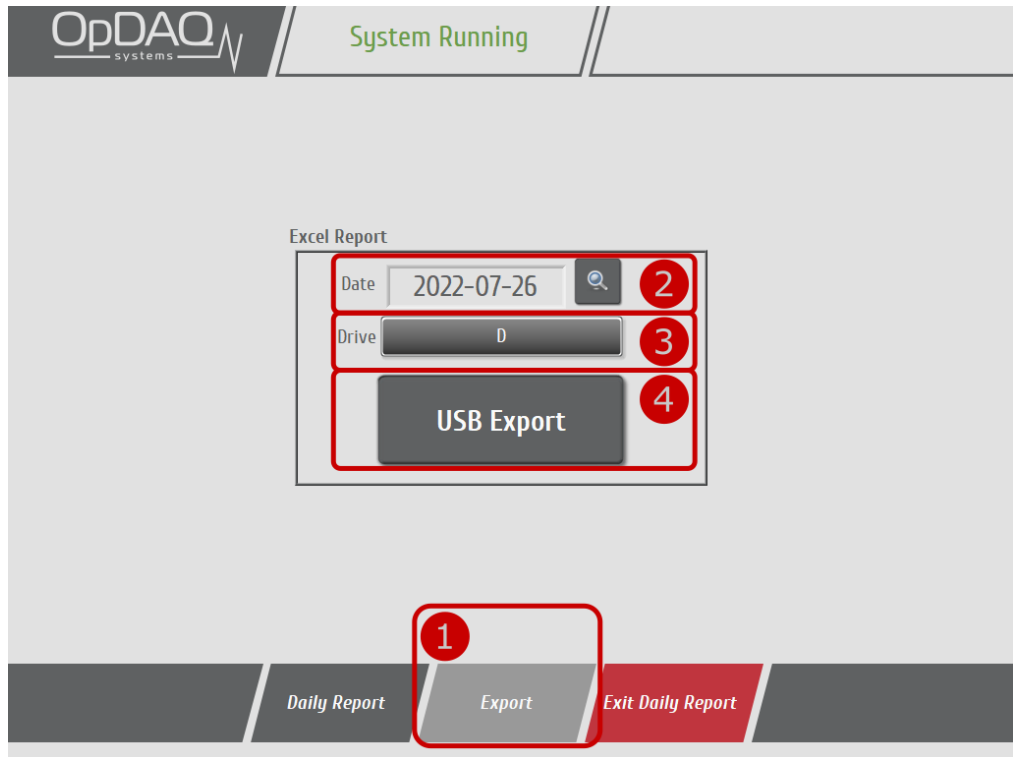 OpDAQ
systems
System Running
Excel Report
Date 2022-07-26 2
Drive D 3
USB Export 4
1
Daily Report Export Exit Daily Report